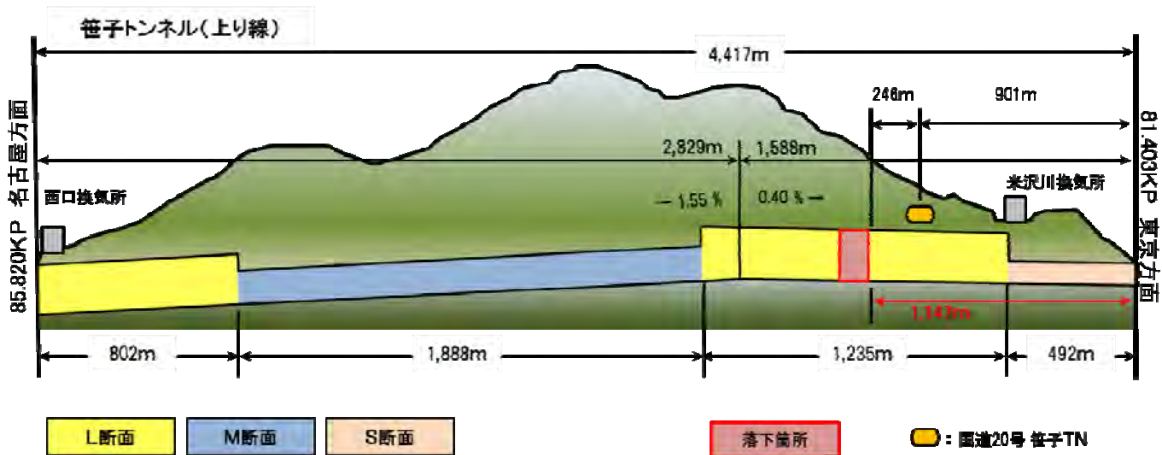 笹子トンネル(上り線)
4,417m
246m
901m
2,829m
1,588m
1.55 %
0.40 %
85.820KP 名古屋方面
西口換気所
米沢川換気所
81.403KP 東京方面
802m
1,888m
1,235m
492m
L断面
M断面
S断面
落下箇所
:国道20号 笹子TN